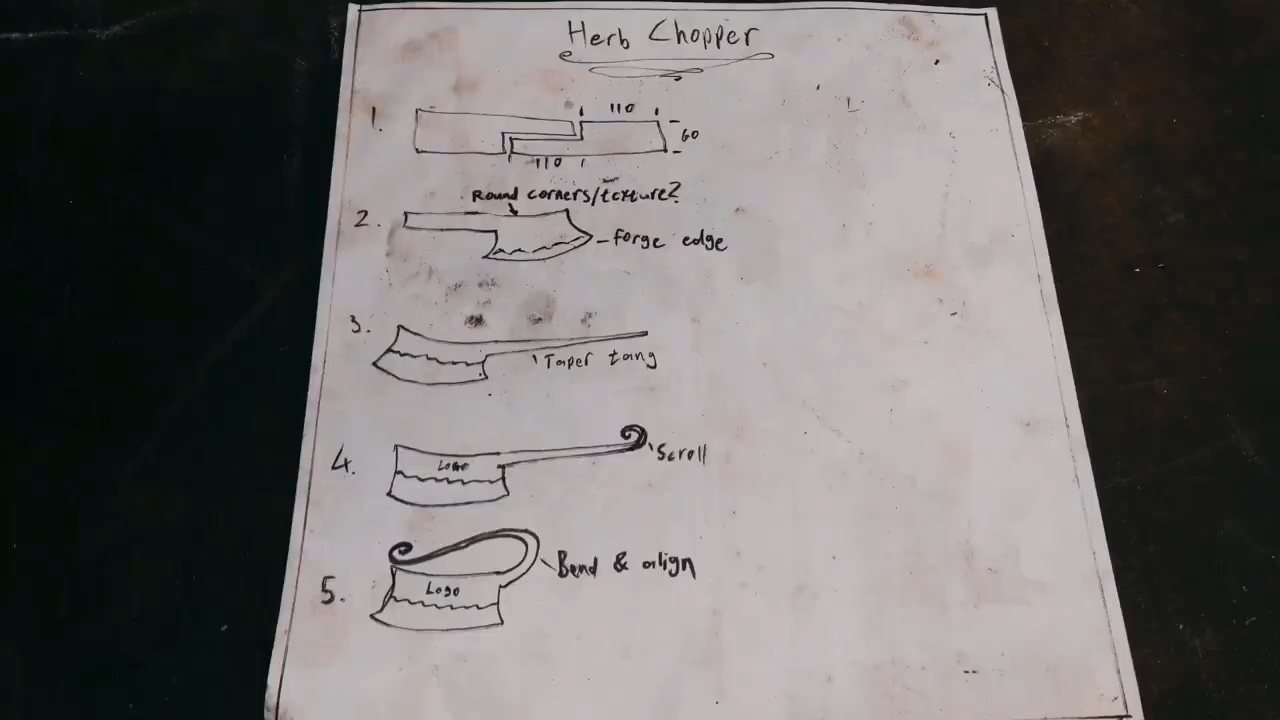 Herb Chopper
1.
110
60
110
Round corners/texture?
2.
forge edge
3.
Taper tang
4.
Logo
Scroll
5.
Bend & align
Logo